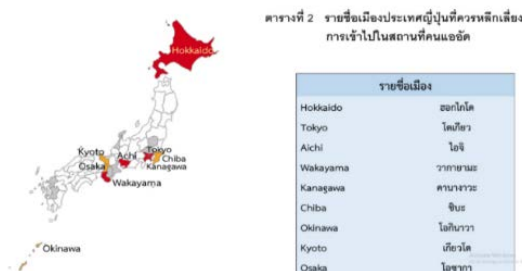 ตารางที่ 2 รายชื่อเมืองประเทศญี่ปุ่นที่ควรหลีกเลี่ยง
การเข้าไปในสถานที่คนแออัด
Hokkaido
Kyoto
Achi
Tokyo
Osaka
Chiba
Kanagawa
Wakayama
Okinawa
รายชื่อเมือง
Hokkaido ฮอกไกโด
Tokyo โตเกียว
Aichi ไอจิ
Wakayama วากายามะ
Kanagawa คานางาวะ
Chiba ชิบะ
Okinawa โอกินาวา
Kyoto เกียวโต
Osaka โอซากา